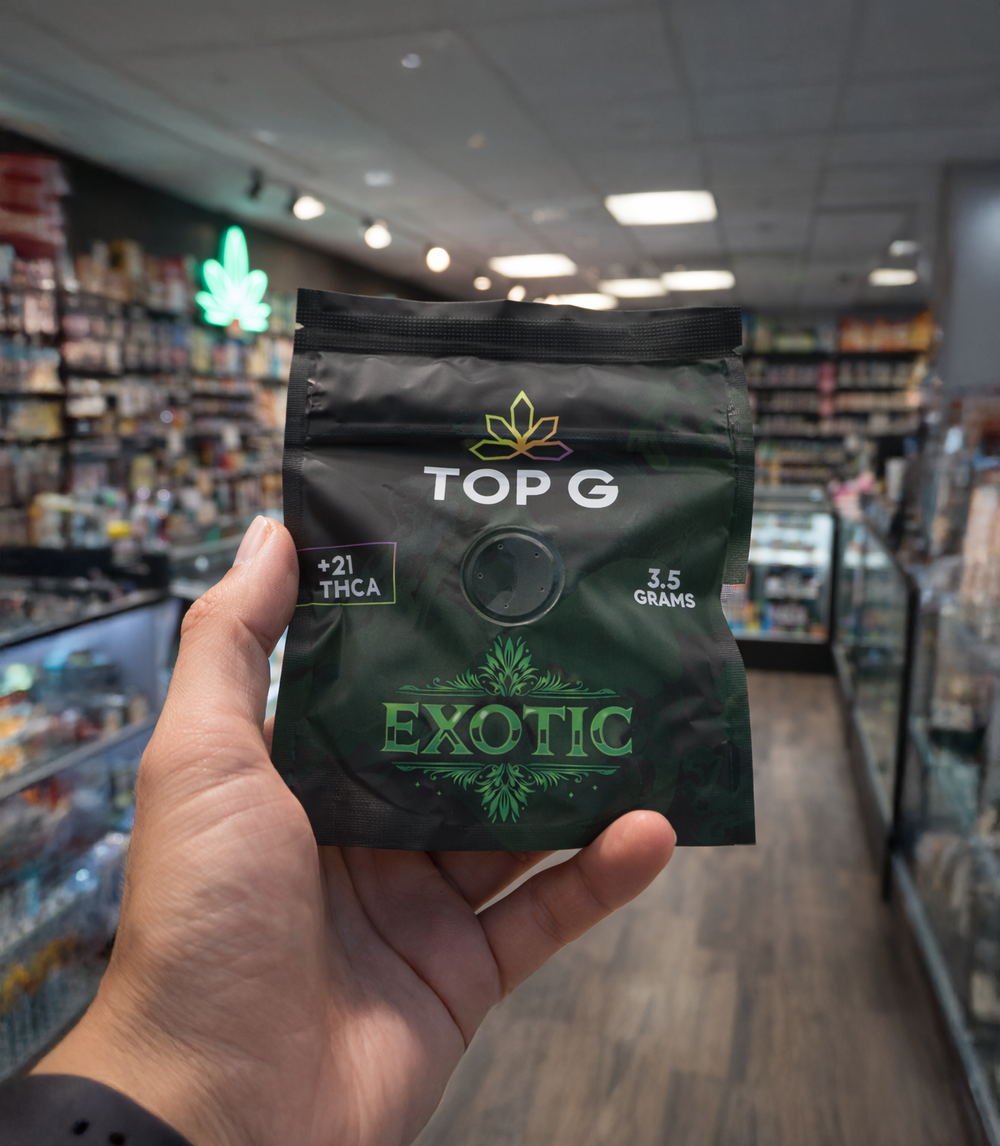 TOP G
+21
THCA
3.5
GRAMS
EXOTIC